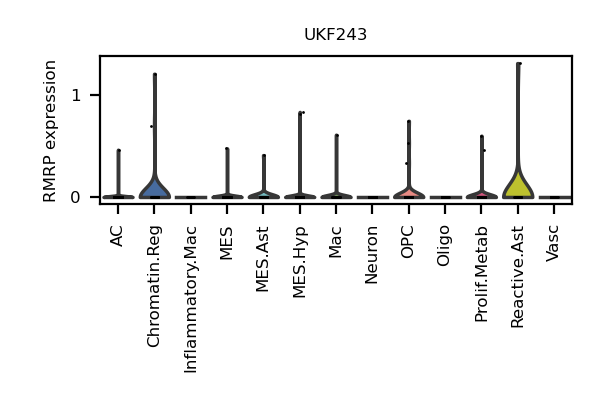 UKF243
RMRP expression
1
0
AC
Chromatin.Reg
Inflammatory.Mac
MES
MES.Ast
MES.Hyp
Mac
Neuron
OPC
Oligo
Prolif.Metab
Reactive.Ast
Vasc